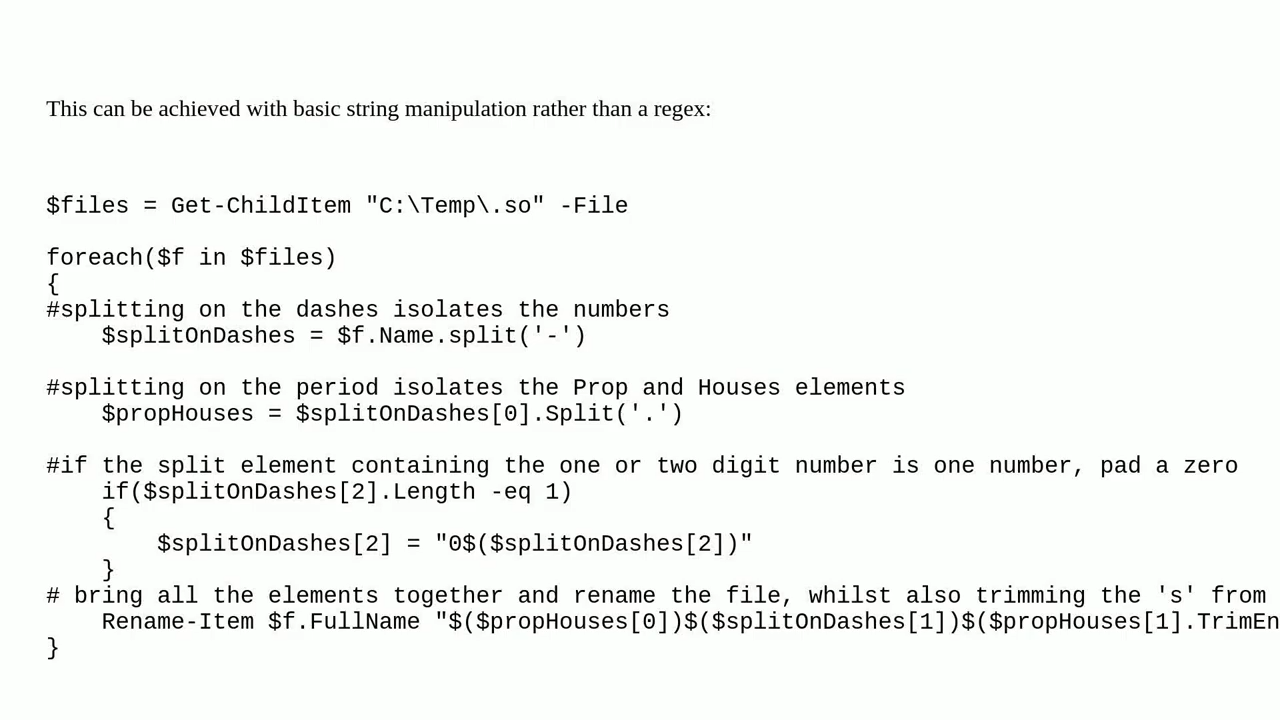 This can be achieved with basic string manipulation rather than a regex:
$files = Get-ChildItem "C:\Temp\.so" -File
foreach($f in $files)
{
#splitting on the dashes isolates the numbers
    $splitOnDashes = $f.Name.split('-')
#splitting on the period isolates the Prop and Houses elements
    $propHouses = $splitOnDashes[0].Split('.')
#if the split element containing the one or two digit number is one number, pad a zero
    if($splitOnDashes[2].Length -eq 1)
    {
        $splitOnDashes[2] = "0$($splitOnDashes[2])"
    }
# bring all the elements together and rename the file, whilst also trimming the 's' from
    Rename-Item $f.FullName "$($propHouses[0])$($splitOnDashes[1])$($propHouses[1].TrimEn
}